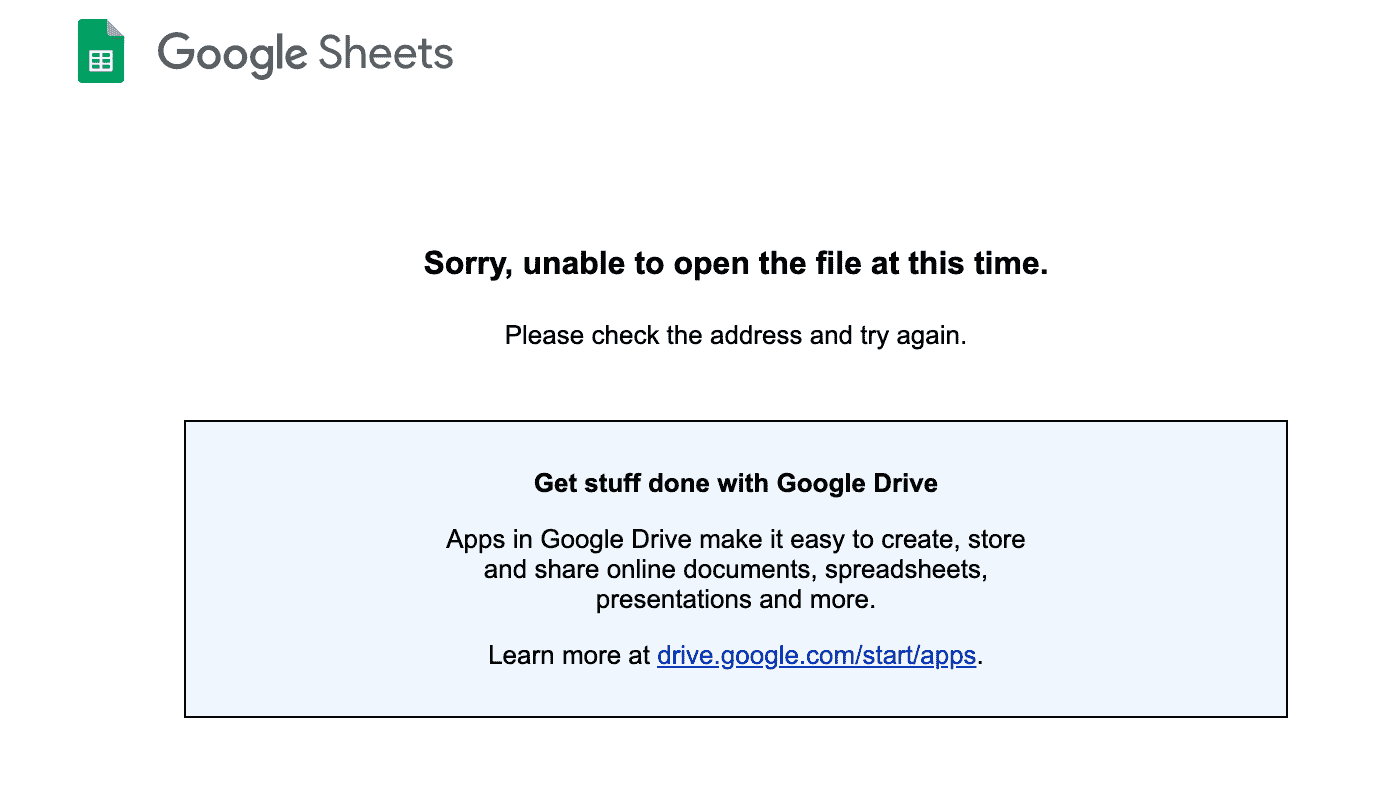 Google Sheets
Sorry, unable to open the file at this time.
Please check the address and try again.
Get stuff done with Google Drive
Apps in Google Drive make it easy to create, store
and share online documents, spreadsheets,
presentations and more.
Learn more at drive.google.com/start/apps.